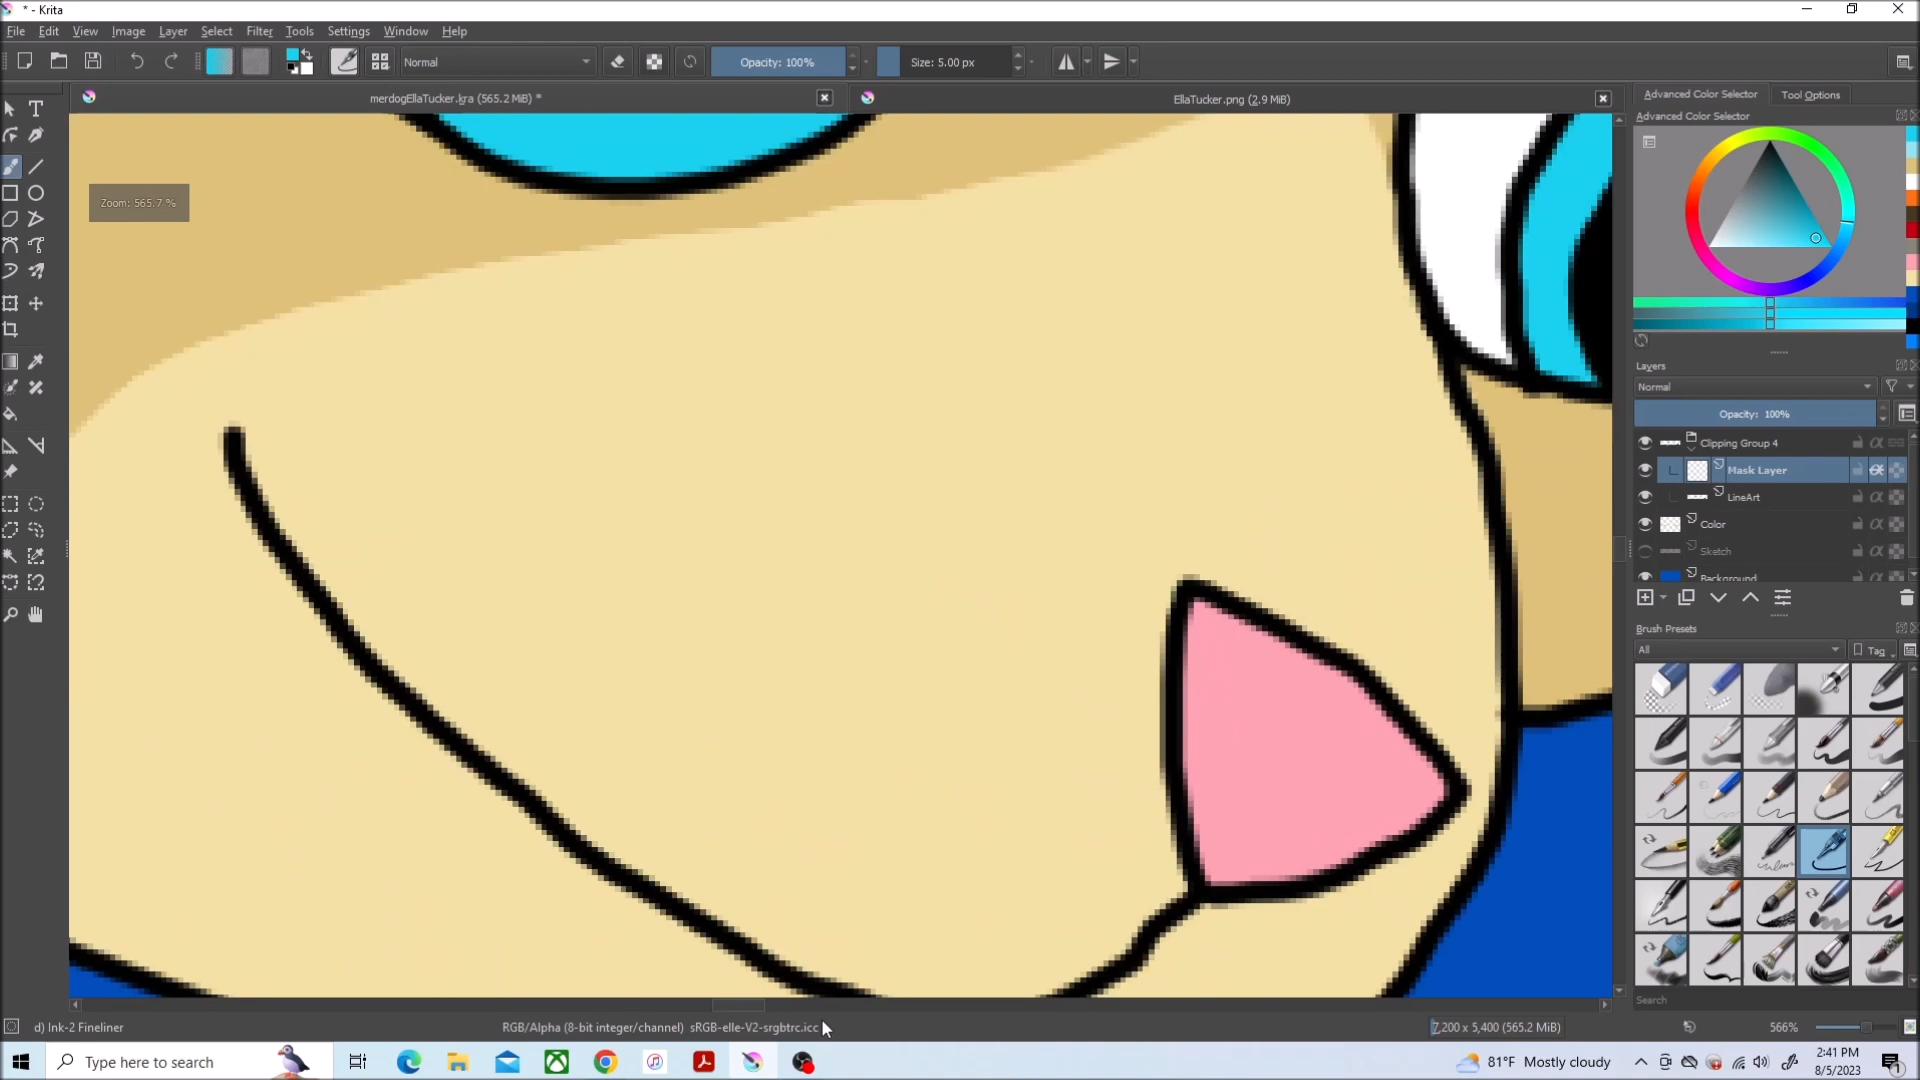 * - Krita
File Edit View Image Layer Select Filter Tools Settings Window Help
Normal Opacity: 100% Size: 5.00 px
merdogEllaTucker.kra (565.2 MiB) *
EllaTucker.png (2.9 MiB)
Zoom: 565.7 %
Advanced Color Selector Tool Options
Advanced Color Selector
Layers
Normal
Opacity: 100%
Clipping Group 4
Mask Layer
LineArt
Color
Sketch
Background
Brush Presets
All Tag
Search
d) Ink-2 Fineliner
RGB/Alpha (8-bit integer/channel) sRGB-elle-V2-srgbtrc.icc
7,200 x 5,400 (565.2 MiB)
566%
Type here to search
81°F Mostly cloudy
2:41 PM
8/5/2023
1